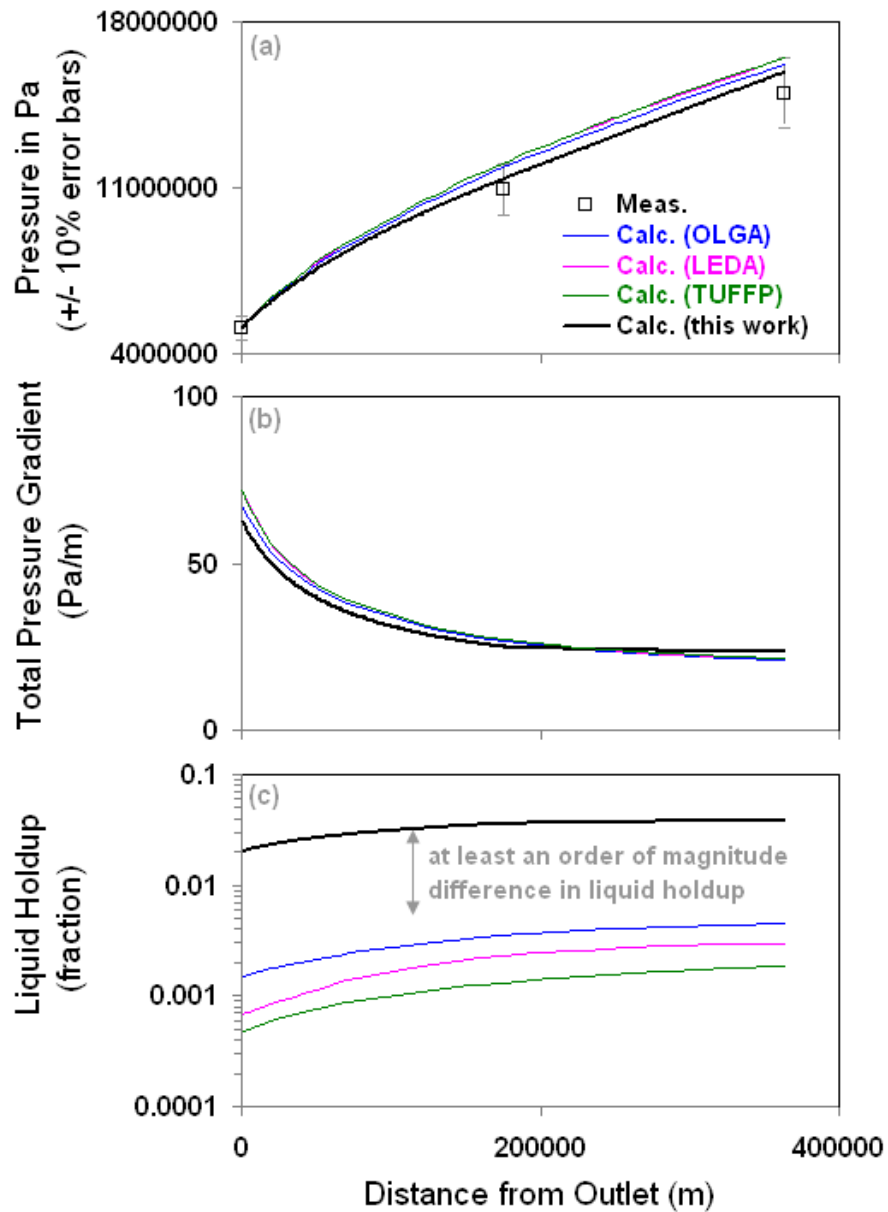 18000000
(a)
Pressure in Pa
(+/- 10% error bars)
11000000
Meas.
Calc. (OLGA)
Calc. (LEDA)
Calc. (TUFFP)
Calc. (this work)
4000000
100
(b)
Total Pressure Gradient
(Pa/m)
50
0
0.1
(c)
Liquid Holdup
(fraction)
at least an order of magnitude
difference in liquid holdup
0.01
0.001
0.0001
0
200000
400000
Distance from Outlet (m)